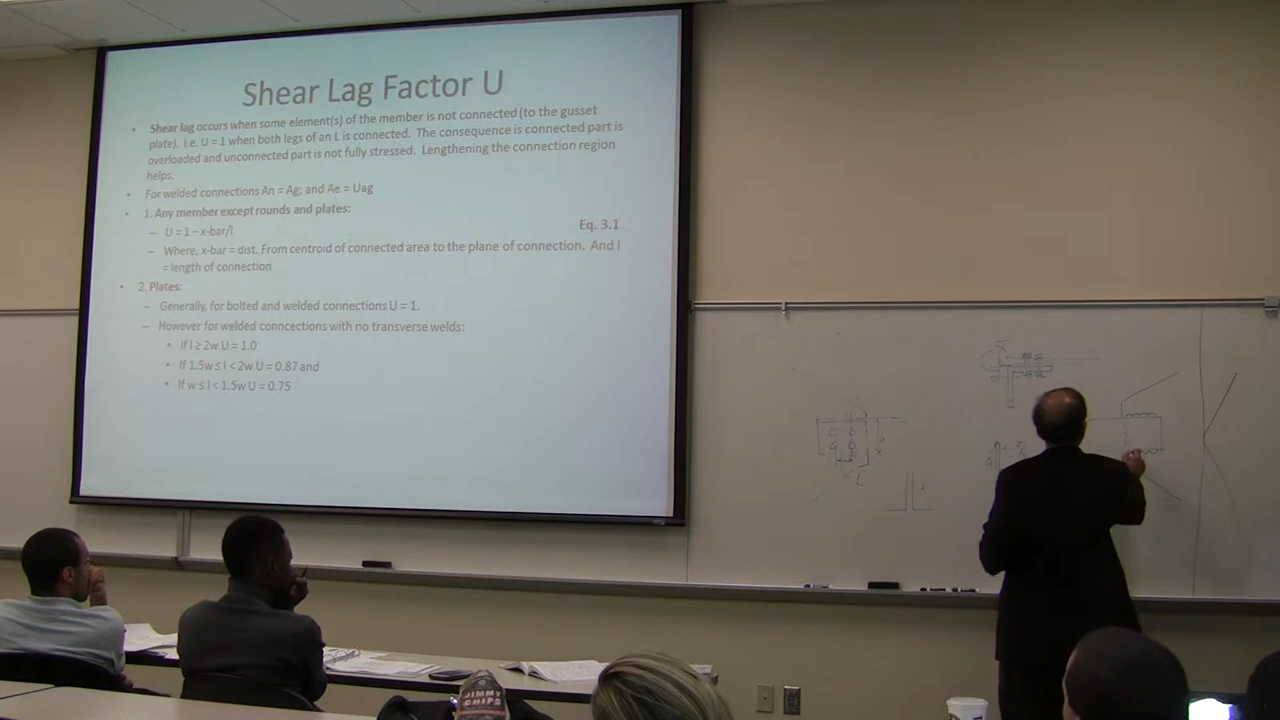 Shear Lag Factor U
• Shear lag occurs when some element(s) of the member is not connected (to the gusset
plate). i.e. U = 1 when both legs of an L is connected. The consequence is connected part is
overloaded and unconnected part is not fully stressed. Lengthening the connection region
helps.
• For welded connections An = Ag; and Ae = Uag
• 1. Any member except rounds and plates:
– U = 1 – x-bar/l Eq. 3.1
– Where, x-bar = dist. From centroid of connected area to the plane of connection. And l
= length of connection
• 2. Plates:
– Generally, for bolted and welded connections U = 1.
– However for welded conncections with no transverse welds:
• If l ≥ 2w U = 1.0
• If 1.5w ≤ l < 2w U = 0.87 and
• If w ≤ l < 1.5w U = 0.75
JIMMY
CHIPS